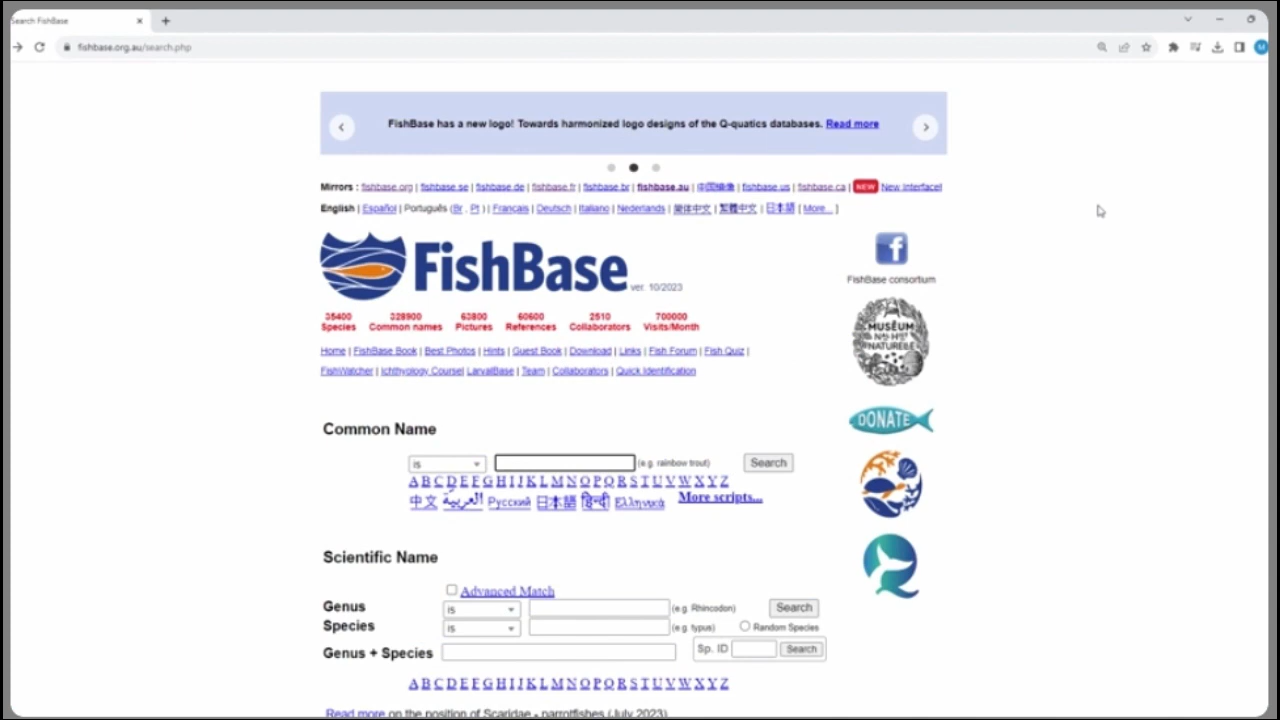 Search FishBase
fishbase.org.au/search.php
M
FishBase has a new logo! Towards harmonized logo designs of the Q-quatics databases. Read more
Mirrors : fishbase.org | fishbase.se | fishbase.de | fishbase.fr | fishbase.br | fishbase.au | 中国镜像 | fishbase.us | fishbase.ca | NEW New Interface!
English | Español | Português (Br . Pt ) | Français | Deutsch | Italiano | Nederlands | 简体中文 | 繁體中文 | 日本語 [ More... ]
FishBase ver. 10/2023
FishBase consortium
35400 328900 63800 60600 2510 700000
Species Common names Pictures References Collaborators Visits/Month
MUSÉUM
NATURELLE
Home | FishBase Book | Best Photos | Hints | Guest Book | Download | Links | Fish Forum | Fish Quiz |
FishWatcher | Ichthyology Course| LarvalBase | Team | Collaborators | Quick Identification
DONATE
Common Name
is (e.g. rainbow trout) Search
A B C D E F G H I J K L M N O P Q R S T U V W X Y Z
中文 العربية Русский 日本語 हिन्दी Ελληνικά More scripts...
Scientific Name
Advanced Match
Genus is (e.g. Rhincodon) Search
Species is (e.g. typus) Random Species
Genus + Species Sp. ID Search
A B C D E F G H I J K L M N O P Q R S T U V W X Y Z
Read more on the position of Scaridae - parrotfishes (July 2023)